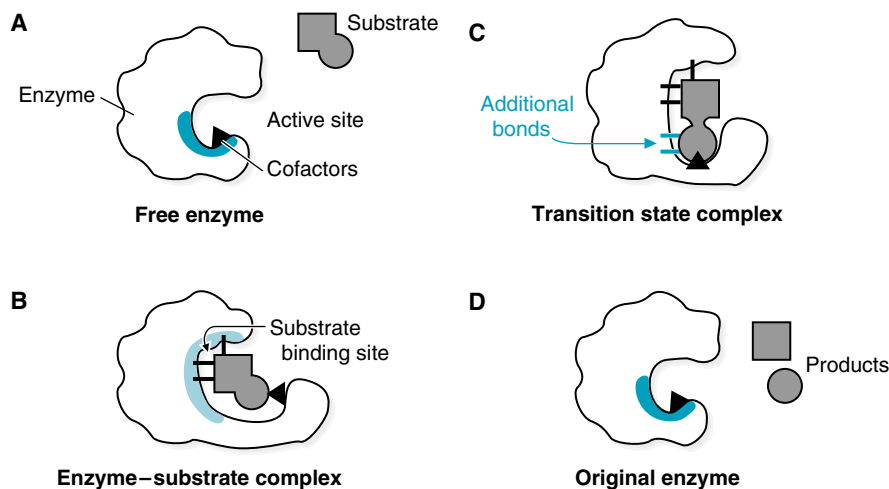 A
Substrate
Enzyme
Active site
Cofactors
Free enzyme
B
Substrate
binding site
Enzyme–substrate complex
C
Additional
bonds
Transition state complex
D
Products
Original enzyme